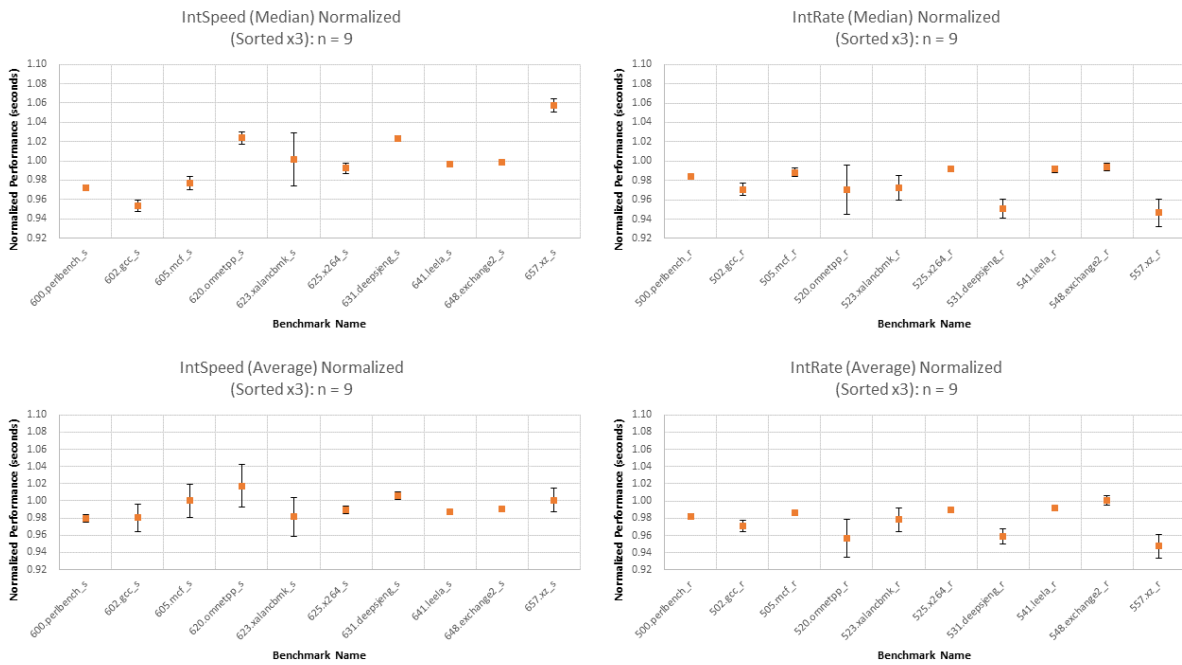 IntSpeed (Median) Normalized
(Sorted x3): n = 9
Normalized Performance (seconds)
1.10
1.08
1.06
1.04
1.02
1.00
0.98
0.96
0.94
0.92
600.perlbench_s
602.gcc_s
605.mcf_s
620.omnetpp_s
623.xalancbmk_s
625.x264_s
631.deepsjeng_s
641.leela_s
648.exchange2_s
657.xz_s
Benchmark Name
IntRate (Median) Normalized
(Sorted x3): n = 9
Normalized Performance (seconds)
1.10
1.08
1.06
1.04
1.02
1.00
0.98
0.96
0.94
0.92
500.perlbench_r
502.gcc_r
505.mcf_r
520.omnetpp_r
523.xalancbmk_r
525.x264_r
531.deepsjeng_r
541.leela_r
548.exchange2_r
557.xz_r
Benchmark Name
IntSpeed (Average) Normalized
(Sorted x3): n = 9
Normalized Performance (seconds)
1.10
1.08
1.06
1.04
1.02
1.00
0.98
0.96
0.94
0.92
600.perlbench_s
602.gcc_s
605.mcf_s
620.omnetpp_s
623.xalancbmk_s
625.x264_s
631.deepsjeng_s
641.leela_s
648.exchange2_s
657.xz_s
Benchmark Name
IntRate (Average) Normalized
(Sorted x3): n = 9
Normalized Performance (seconds)
1.10
1.08
1.06
1.04
1.02
1.00
0.98
0.96
0.94
0.92
500.perlbench_r
502.gcc_r
505.mcf_r
520.omnetpp_r
523.xalancbmk_r
525.x264_r
531.deepsjeng_r
541.leela_r
548.exchange2_r
557.xz_r
Benchmark Name